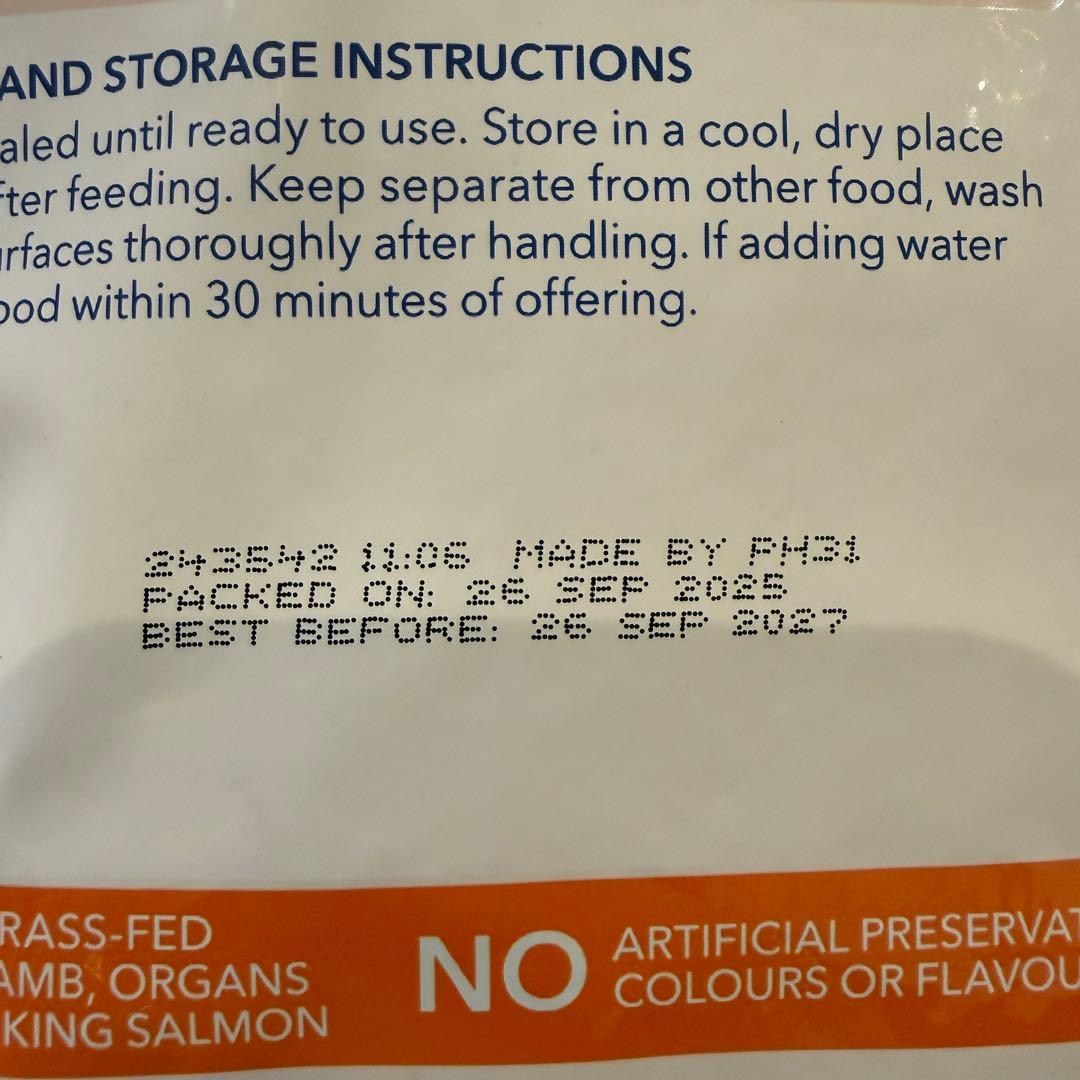 AND STORAGE INSTRUCTIONS
aled until ready to use. Store in a cool, dry place
fter feeding. Keep separate from other food, wash
rfaces thoroughly after handling. If adding water
ood within 30 minutes of offering.
243542 11:06 MADE BY PH31
PACKED ON: 26 SEP 2025
BEST BEFORE: 26 SEP 2027
RASS-FED
AMB, ORGANS
KING SALMON
NO
ARTIFICIAL PRESERVAT
COLOURS OR FLAVOU